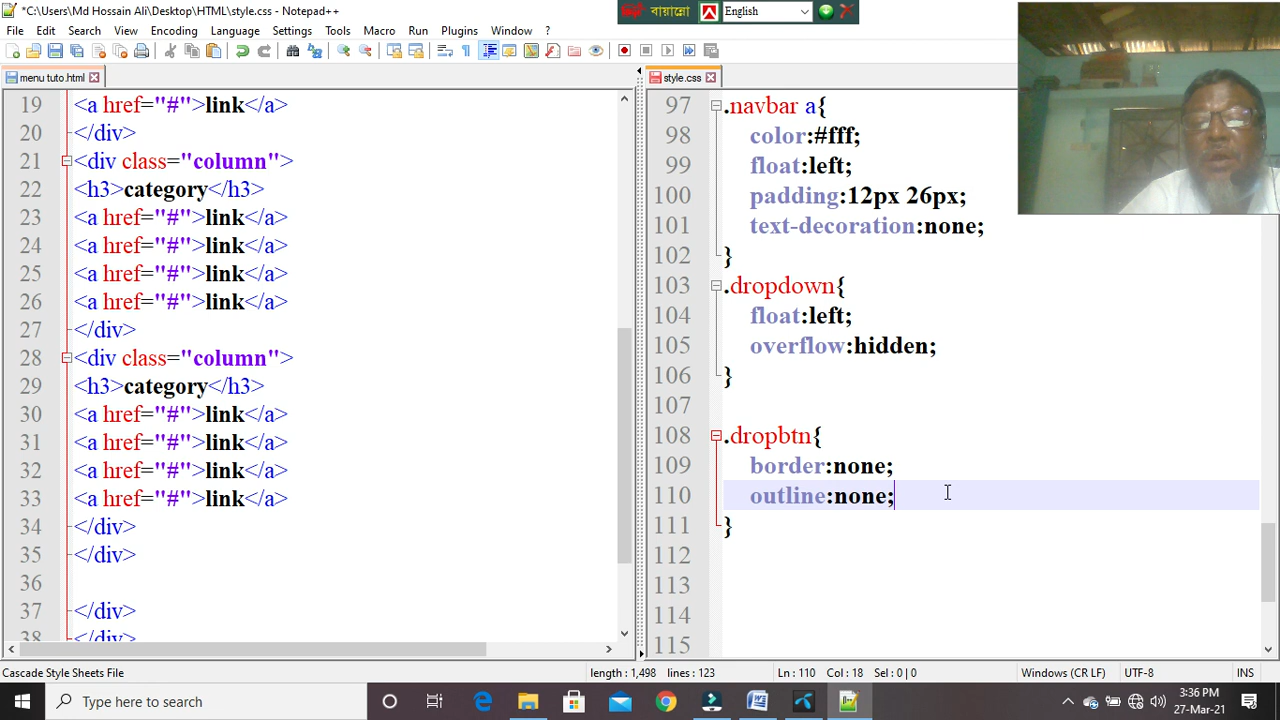 *C:\Users\Md Hossain Ali\Desktop\HTML\style.css - Notepad++
বায়ান্নো English
File Edit Search View Encoding Language Settings Tools Macro Run Plugins Window ?
menu tuto.html
style.css
19 <a href="#">link</a>
20 </div>
21 <div class="column">
22 <h3>category</h3>
23 <a href="#">link</a>
24 <a href="#">link</a>
25 <a href="#">link</a>
26 <a href="#">link</a>
27 </div>
28 <div class="column">
29 <h3>category</h3>
30 <a href="#">link</a>
31 <a href="#">link</a>
32 <a href="#">link</a>
33 <a href="#">link</a>
34 </div>
35 </div>
36
37 </div>
38 </div>
97 .navbar a{
98 color:#fff;
99 float:left;
100 padding:12px 26px;
101 text-decoration:none;
102 }
103 .dropdown{
104 float:left;
105 overflow:hidden;
106 }
107
108 .dropbtn{
109 border:none;
110 outline:none;
111 }
112
113
114
115
Cascade Style Sheets File length : 1,498 lines : 123 Ln : 110 Col : 18 Sel : 0 | 0 Windows (CR LF) UTF-8 INS
Type here to search
3:36 PM
27-Mar-21